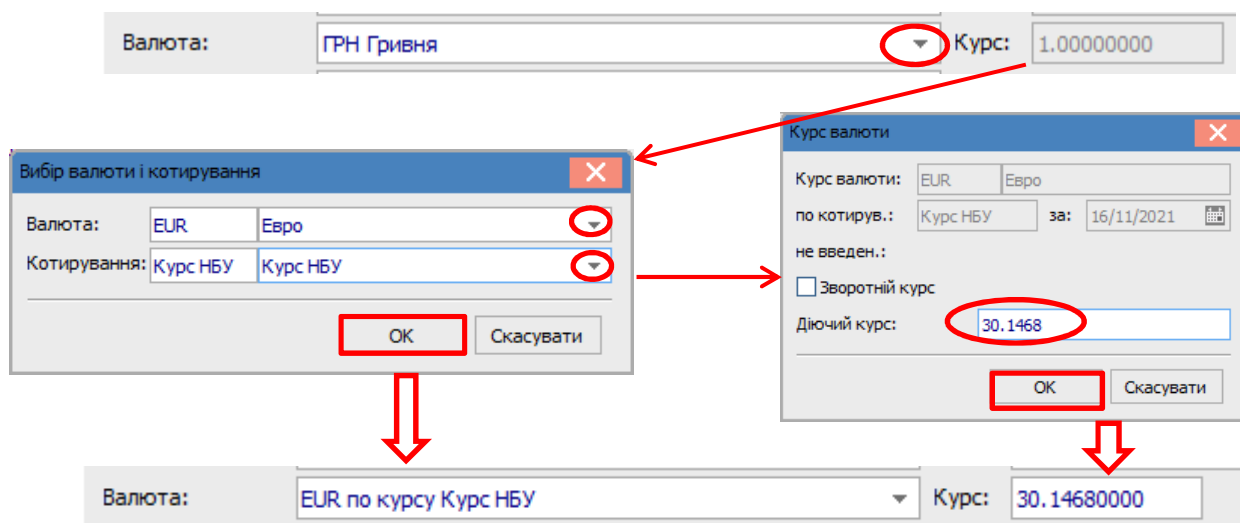 Валюта: ГРН Гривня Курс: 1.00000000
Вибір валюти і котирування
Валюта: EUR Евро
Котирування: Курс НБУ Курс НБУ
ОК Скасувати
Курс валюти
Курс валюти: EUR Евро
по котирув.: Курс НБУ за: 16/11/2021
не введен.:
Зворотній курс
Діючий курс: 30.1468
ОК Скасувати
Валюта: EUR по курсу Курс НБУ Курс: 30.14680000